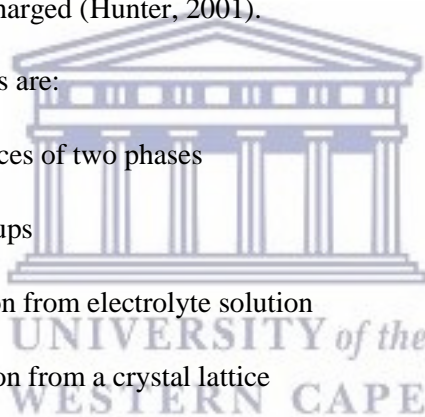 harged (Hunter, 2001).
s are:
ces of two phases
ups
on from electrolyte solution
UNIVERSITY of the
on from a crystal lattice
WESTERN CAPE